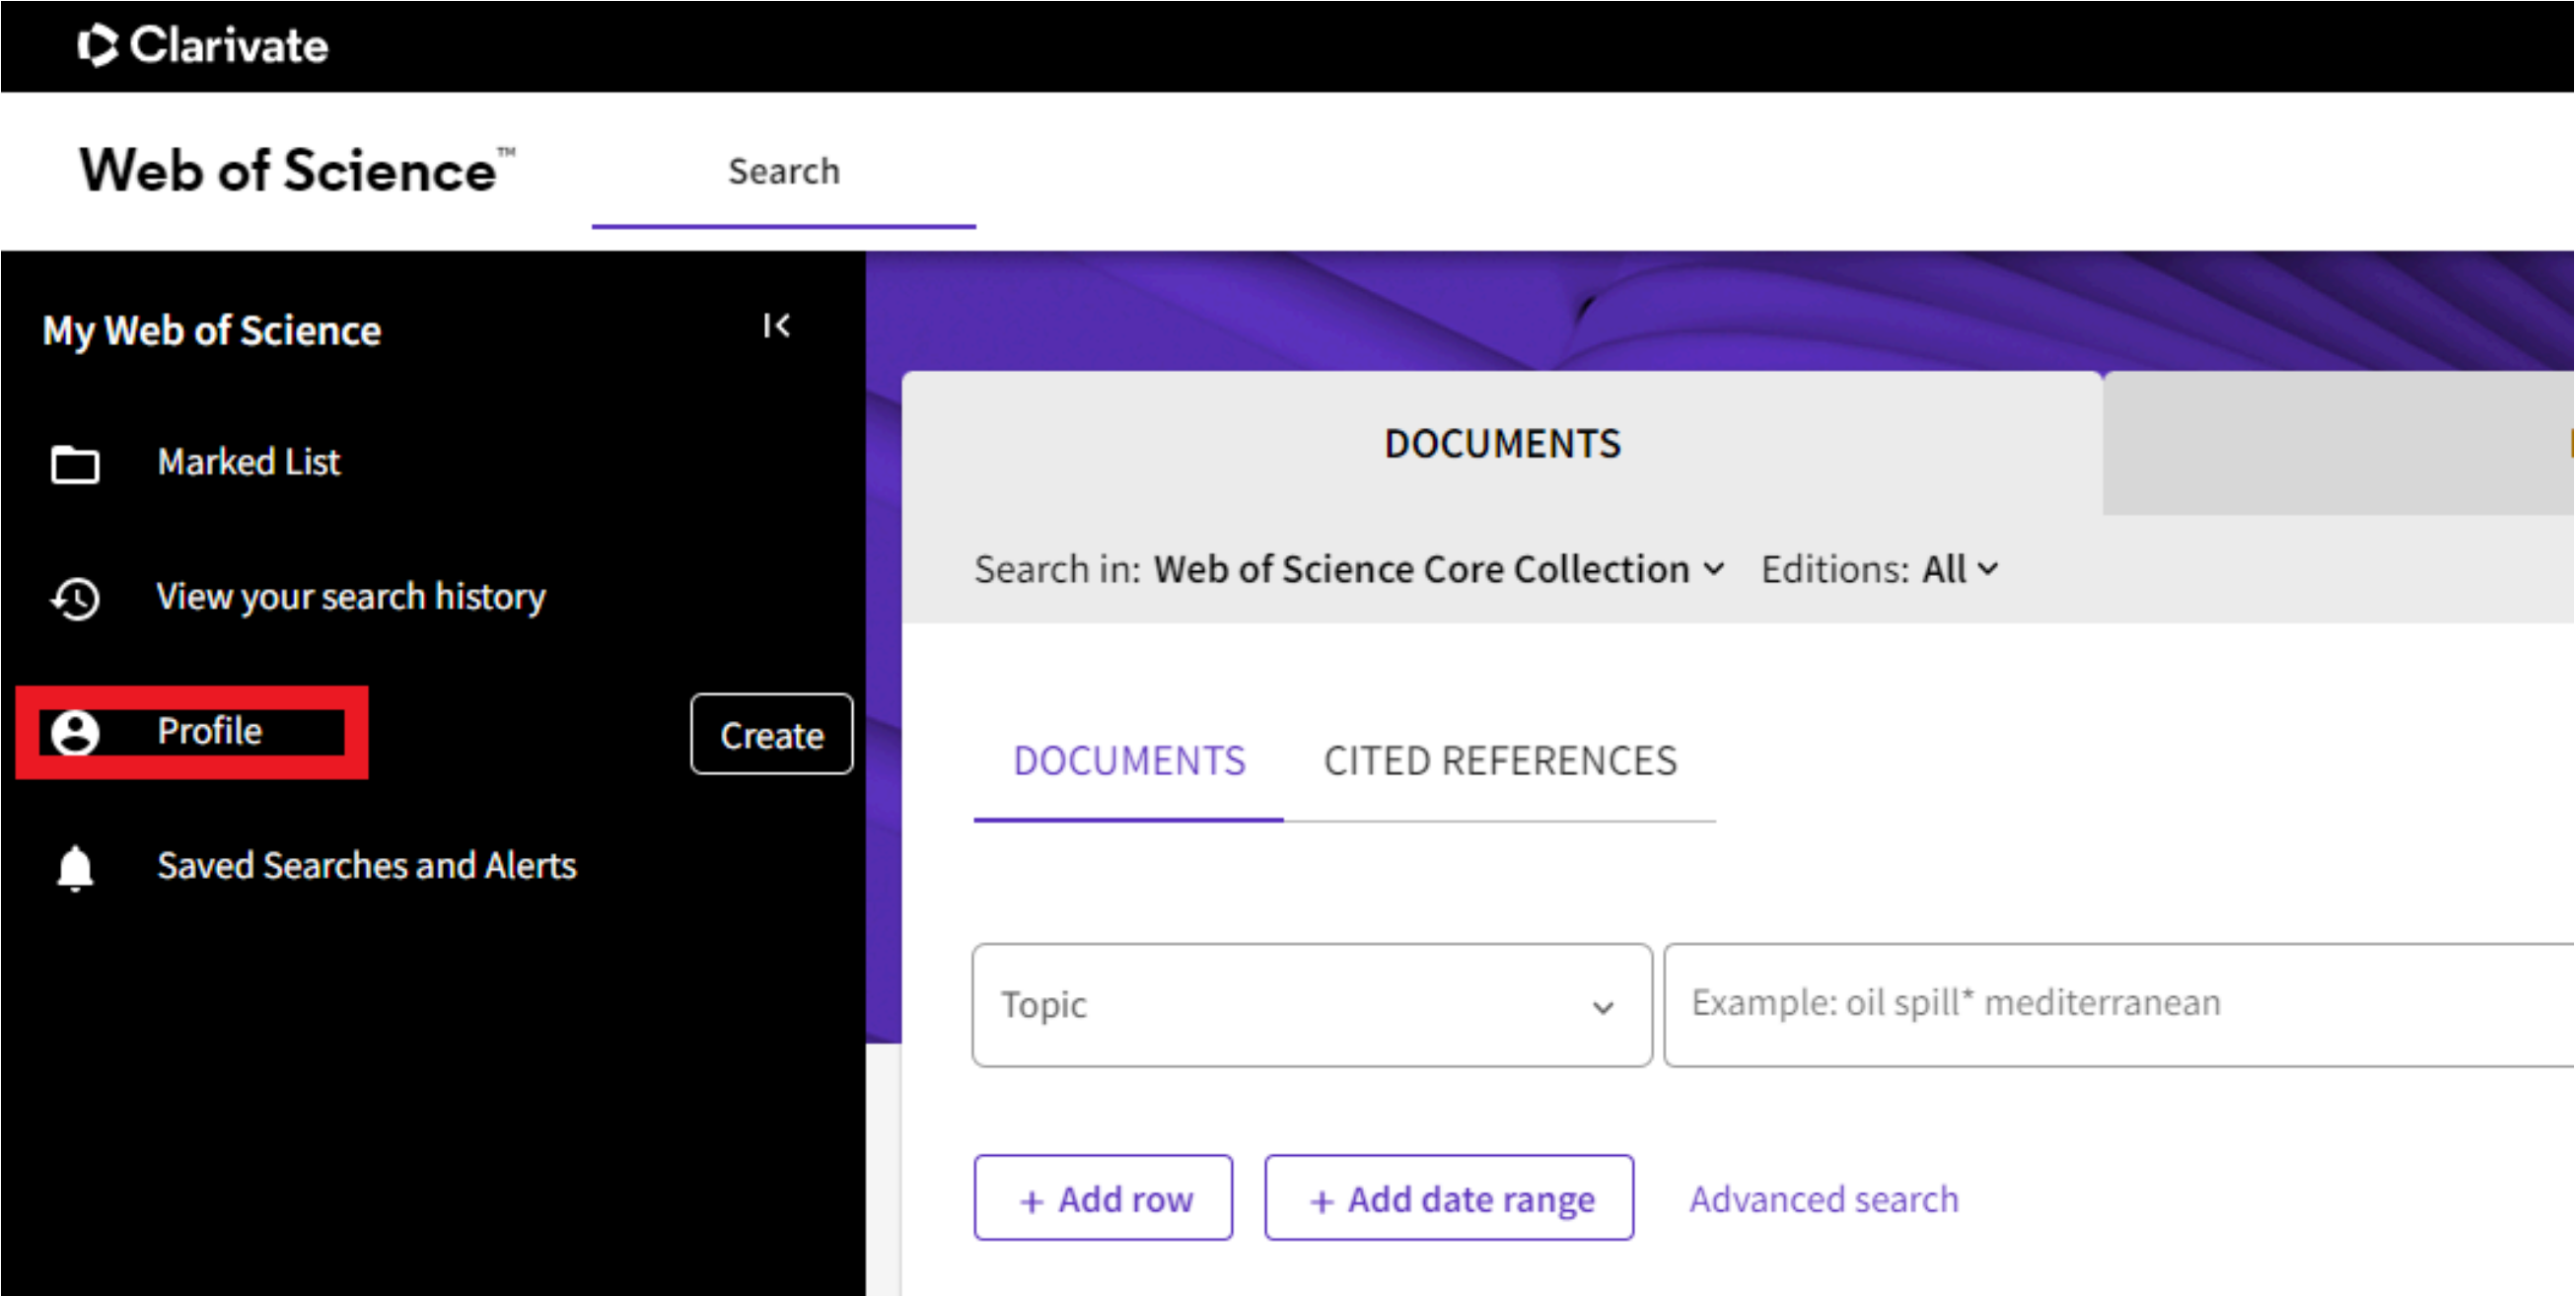 Clarivate
Web of Science™
Search
My Web of Science
Marked List
View your search history
Profile
Create
Saved Searches and Alerts
DOCUMENTS
Search in: Web of Science Core Collection Editions: All
DOCUMENTS CITED REFERENCES
Topic
Example: oil spill* mediterranean
+ Add row + Add date range Advanced search